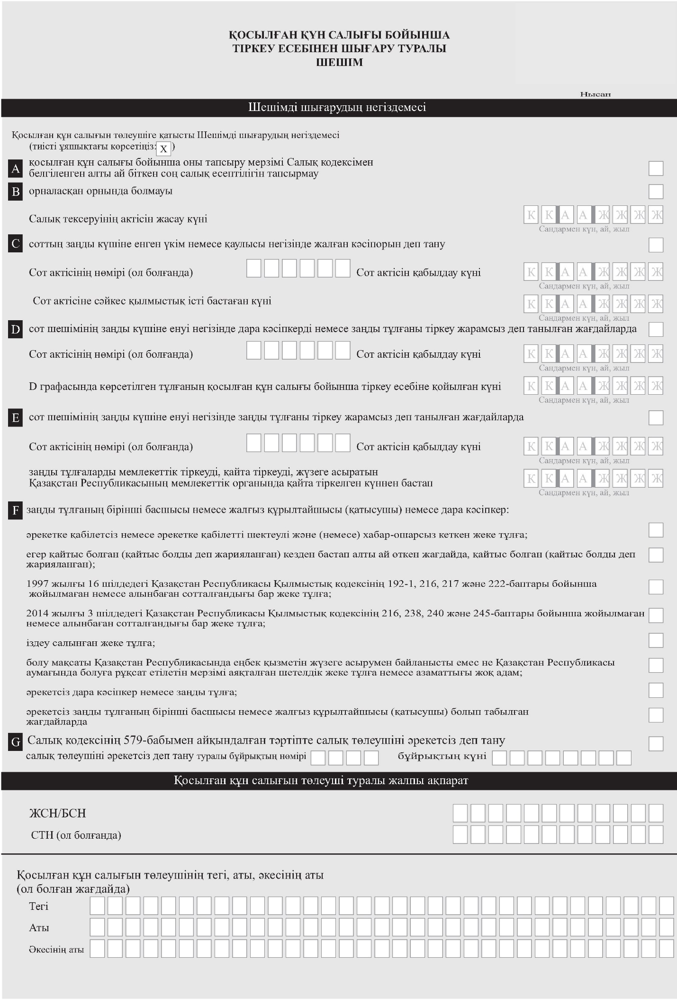 ҚОСЫЛҒАН ҚҰН САЛЫҒЫ БОЙЫНША
ТІРКЕУ ЕСЕБІНЕН ШЫҒАРУ ТУРАЛЫ
ШЕШІМ
Нысан
Шешімді шығарудың негіздемесі
Қосылған құн салығын төлеушіге қатысты Шешімді шығарудың негіздемесі
(тиісті ұяшықтағы көрсетіңіз: X )
A қосылған құн салығы бойынша оны тапсыру мерзімі Салық кодексімен
белгіленген алты ай біткен соң салық есептілігін тапсырмау
B орналасқан орнында болмауы
Салық тексеруінің актісін жасау күні К К А А Ж Ж Ж Ж
Сандармен күн, ай, жыл
C соттың заңды күшіне енген үкім немесе қаулысы негізінде жалған кәсіпорын деп тану
Сот актісінің нөмірі (ол болғанда) Сот актісін қабылдау күні К К А А Ж Ж Ж Ж
Сандармен күн, ай, жыл
Сот актісіне сәйкес қылмыстық істі бастаған күні К К А А Ж Ж Ж Ж
Сандармен күн, ай, жыл
D сот шешімінің заңды күшіне енуі негізінде дара кәсіпкерді немесе заңды тұлғаны тіркеу жарамсыз деп танылған жағдайларда
Сот актісінің нөмірі (ол болғанда) Сот актісін қабылдау күні К К А А Ж Ж Ж Ж
Сандармен күн, ай, жыл
D графасында көрсетілген тұлғаның қосылған құн салығы бойынша тіркеу есебіне қойылған күні К К А А Ж Ж Ж Ж
Сандармен күн, ай, жыл
E сот шешімінің заңды күшіне енуі негізінде заңды тұлғаны тіркеу жарамсыз деп танылған жағдайларда
Сот актісінің нөмірі (ол болғанда) Сот актісін қабылдау күні К К А А Ж Ж Ж Ж
Сандармен күн, ай, жыл
заңды тұлғаларды мемлекеттік тіркеуді, қайта тіркеуді, жүзеге асыратын
Қазақстан Республикасының мемлекеттік органында қайта тіркелген күннен бастап К К А А Ж Ж Ж Ж
Сандармен күн, ай, жыл
F заңды тұлғаның бірінші басшысы немесе жалғыз құрылтайшысы (қатысушы) немесе дара кәсіпкер:
әрекетке қабілетсіз немесе әрекетке қабілетті шектеулі және (немесе) хабар-ошарсыз кеткен жеке тұлға;
егер қайтыс болған (қайтыс болды деп жарияланған) кезден бастап алты ай өткен жағдайда, қайтыс болған (қайтыс болды деп
жарияланған);
1997 жылғы 16 шілдедегі Қазақстан Республикасы Қылмыстық кодексінің 192-1, 216, 217 және 222-баптары бойынша
жойылмаған немесе алынбаған сотталғандығы бар жеке тұлға;
2014 жылғы 3 шілдедегі Қазақстан Республикасы Қылмыстық кодексінің 216, 238, 240 және 245-баптары бойынша жойылмаған
немесе алынбаған сотталғандығы бар жеке тұлға;
іздеу салынған жеке тұлға;
болу мақсаты Қазақстан Республикасында еңбек қызметін жүзеге асырумен байланысты емес не Қазақстан Республикасы
аумағында болуға рұқсат етілетін мерзімі аяқталған шетелдік жеке тұлға немесе азаматтығы жоқ адам;
әрекетсіз дара кәсіпкер немесе заңды тұлға;
әрекетсіз заңды тұлғаның бірінші басшысы немесе жалғыз құрылтайшысы (қатысушы) болып табылған
жағдайларда
G Салық кодексінің 579-бабымен айқындалған тәртіпте салық төлеушіні әрекетсіз деп тану
салық төлеушіні әрекетсіз деп тану туралы бұйрықтың нөмірі бұйрықтың күні
Қосылған құн салығын төлеуші туралы жалпы ақпарат
ЖСН/БСН
СТН (ол болғанда)
Қосылған құн салығын төлеушінің тегі, аты, әкесінің аты
(ол болған жағдайда)
Тегі
Аты
Әкесінің аты